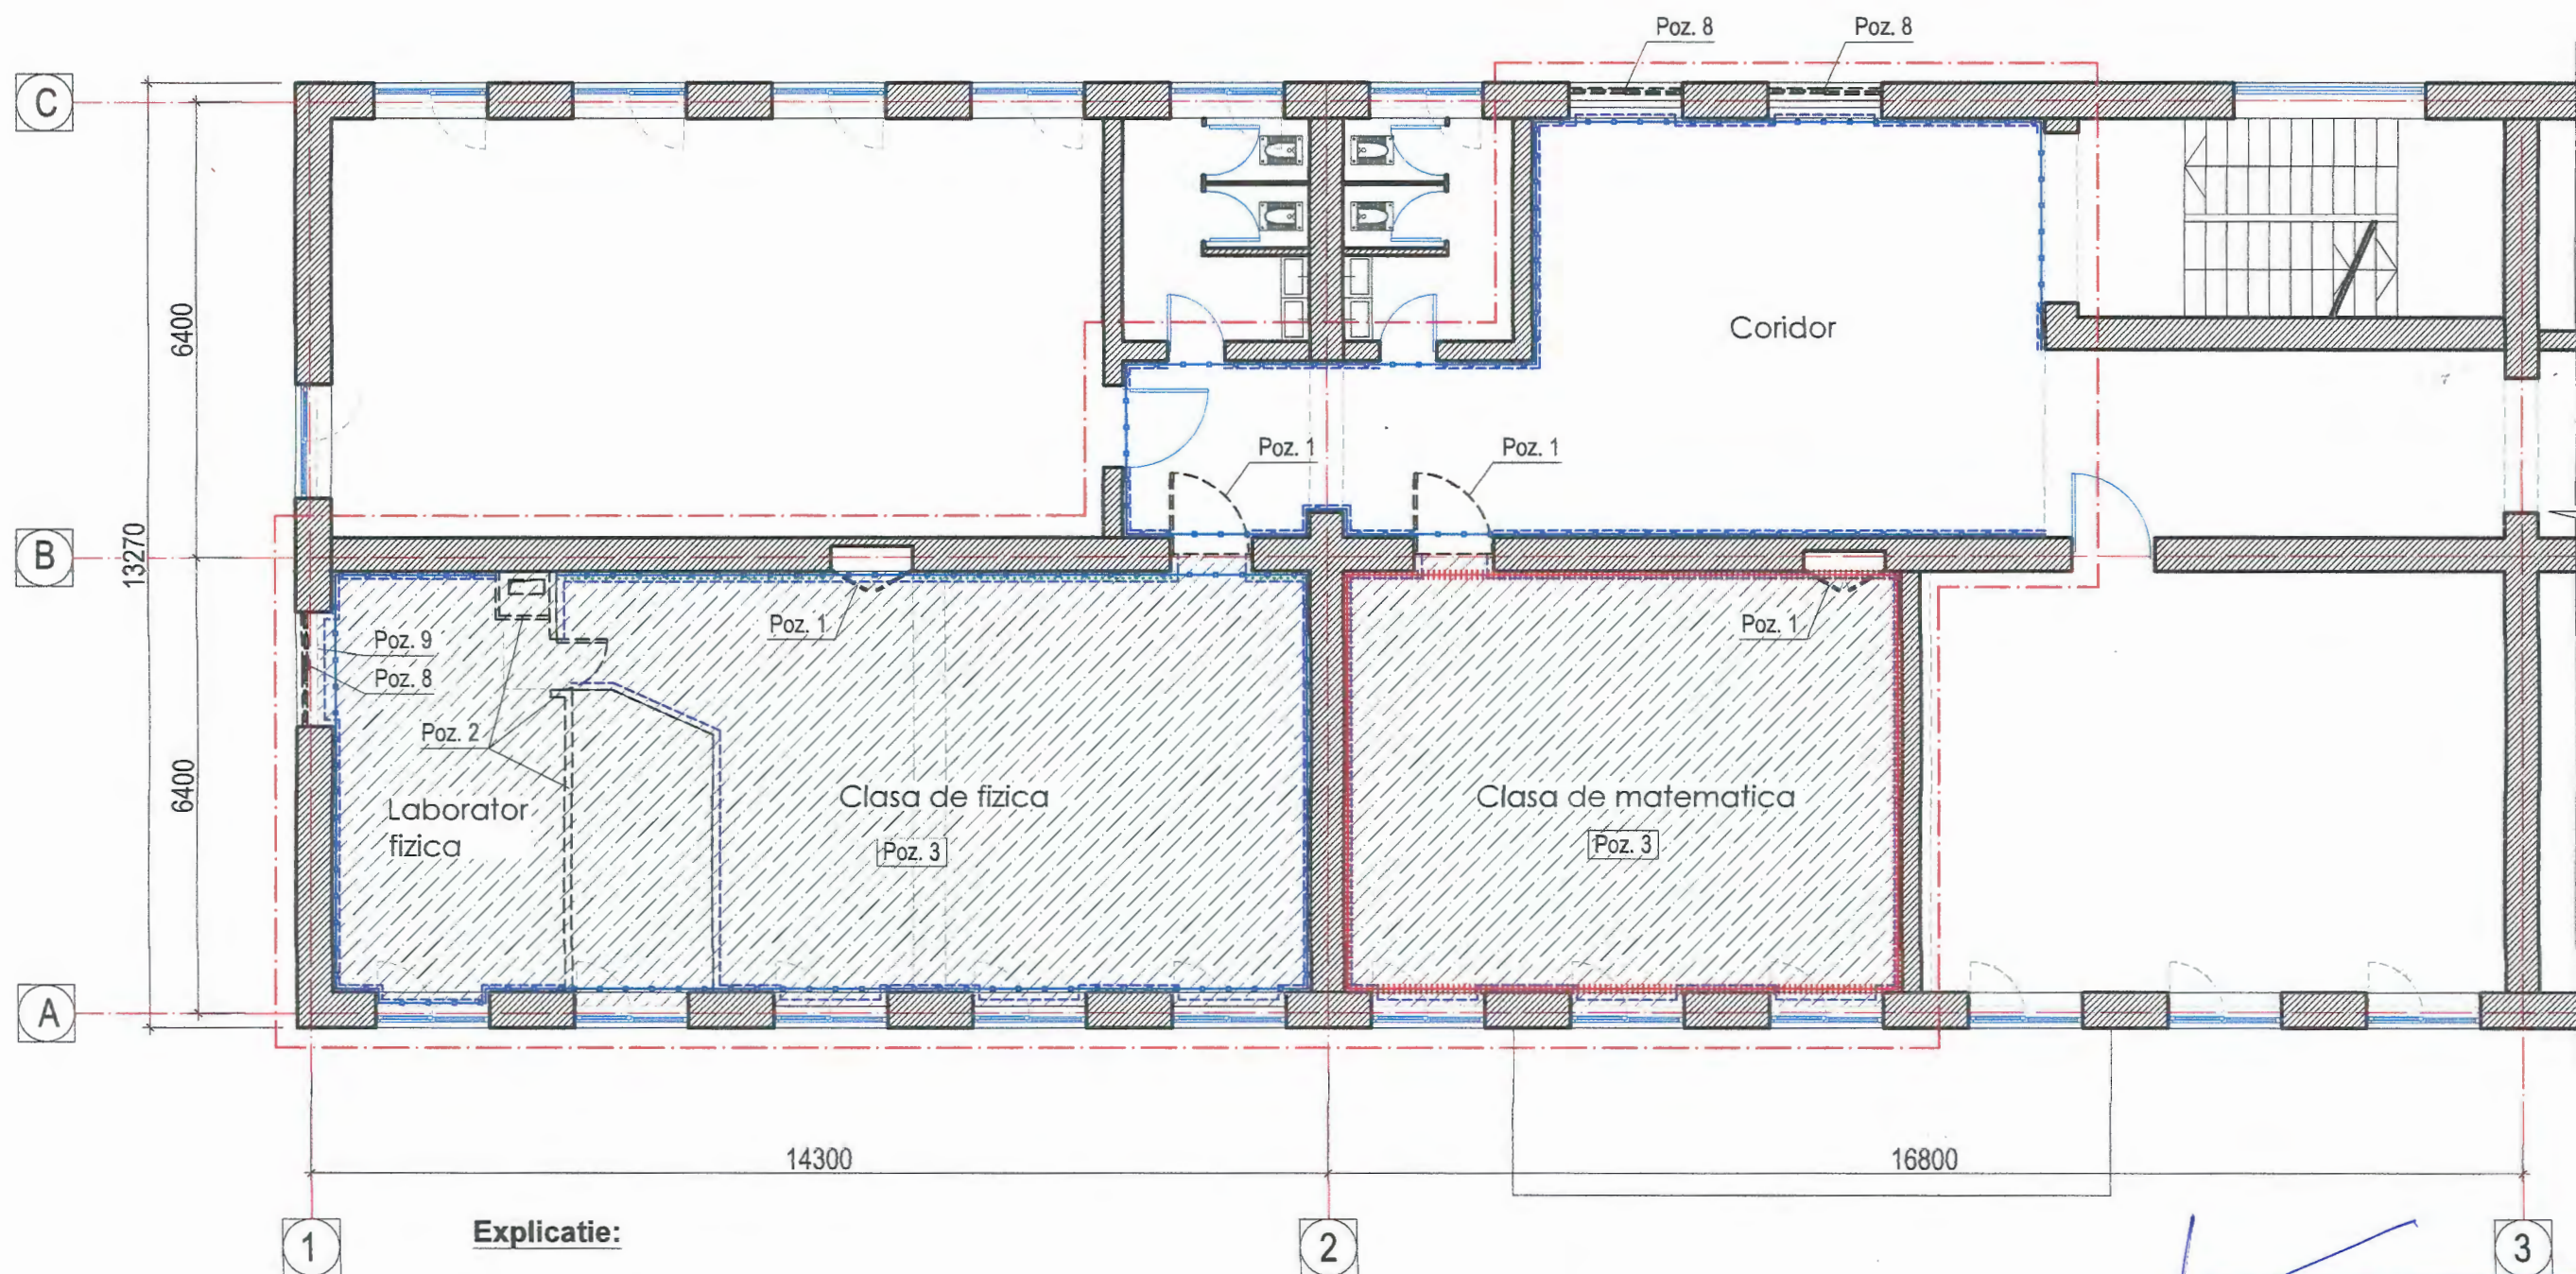 Poz. 8
Poz. 8
C
6400
13270
Coridor
Poz. 1
Poz. 1
B
Poz. 1
Poz. 1
Poz. 9
Poz. 8
Poz. 2
6400
Laborator
fizica
Clasa de fizica
Poz. 3
Clasa de matematica
Poz. 3
A
14300
16800
Explicatie:
1
2
3